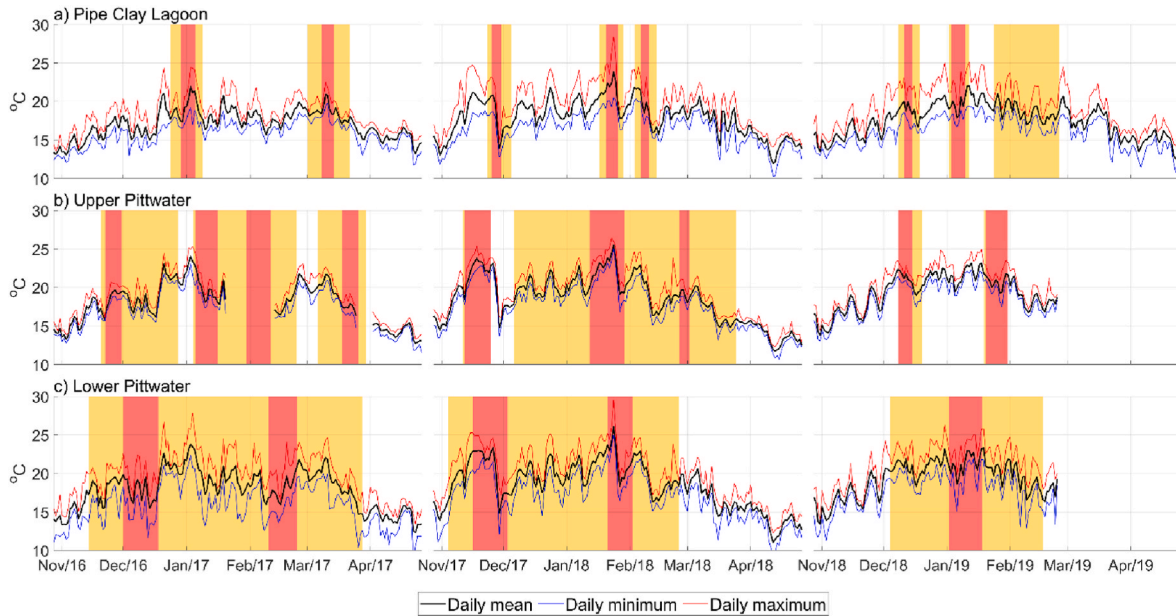 a) Pipe Clay Lagoon
30
25
20
15
10
°C
b) Upper Pittwater
30
25
20
15
10
°C
c) Lower Pittwater
30
25
20
15
10
°C
Nov/16 Dec/16 Jan/17 Feb/17 Mar/17 Apr/17 Nov/17 Dec/17 Jan/18 Feb/18 Mar/18 Apr/18 Nov/18 Dec/18 Jan/19 Feb/19 Mar/19 Apr/19
Daily mean Daily minimum Daily maximum